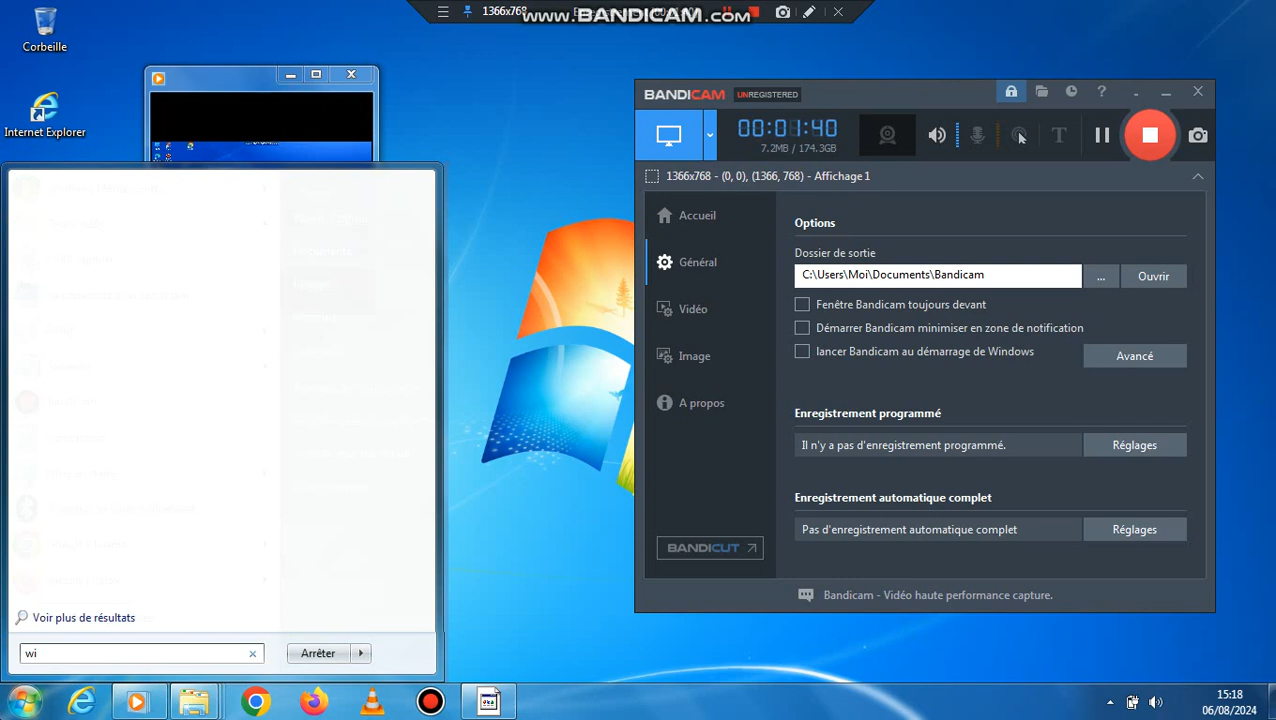 1366x768
www.BANDICAM.com
Corbeille
Internet Explorer
BANDICAM UNREGISTERED
00:01:40
7.2MB / 174.3GB
1366x768 - (0, 0), (1366, 768) - Affichage 1
Accueil
Général
Vidéo
Image
A propos
BANDICUT
Options
Dossier de sortie
C:\Users\Moi\Documents\Bandicam
...
Ouvrir
Fenêtre Bandicam toujours devant
Démarrer Bandicam minimiser en zone de notification
lancer Bandicam au démarrage de Windows
Avancé
Enregistrement programmé
Il n'y a pas d'enregistrement programmé.
Réglages
Enregistrement automatique complet
Pas d'enregistrement automatique complet
Réglages
Bandicam - Vidéo haute performance capture.
Voir plus de résultats
wi
Arrêter
15:18
06/08/2024